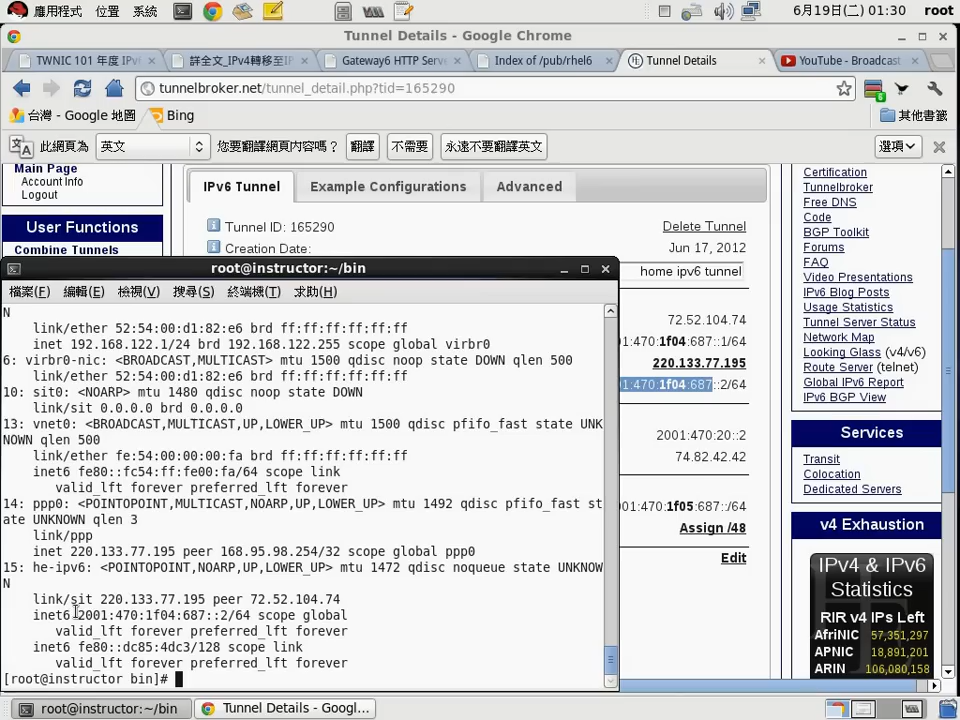 應用程式 位置 系統 6月19日(二) 01:30 root
Tunnel Details - Google Chrome
TWNIC 101 年度 IPv 詳全文_IPv4轉移至IP Gateway6 HTTP Serv Index of /pub/rhel6 Tunnel Details YouTube - Broadcast
tunnelbroker.net/tunnel_detail.php?tid=165290
台灣 - Google 地圖 Bing 其他書籤
此網頁為 英文 您要翻譯網頁內容嗎? 翻譯 不需要 永遠不要翻譯英文 選項
Main Page
Account Info
Logout
User Functions
Combine Tunnels
IPv6 Tunnel Example Configurations Advanced
Tunnel ID: 165290 Delete Tunnel
Creation Date: Jun 17, 2012
home ipv6 tunnel
72.52.104.74
01:470:1f04:687::1/64
220.133.77.195
01:470:1f04:687::2/64
2001:470:20::2
74.82.42.42
01:470:1f05:687::/64
Assign /48
Edit
Certification
Tunnelbroker
Free DNS
Code
BGP Toolkit
Forums
FAQ
Video Presentations
IPv6 Blog Posts
Usage Statistics
Tunnel Server Status
Network Map
Looking Glass (v4/v6)
Route Server (telnet)
Global IPv6 Report
IPv6 BGP View
Services
Transit
Colocation
Dedicated Servers
v4 Exhaustion
IPv4 & IPv6
Statistics
RIR v4 IPs Left
AfriNIC 57,351,297
APNIC 18,891,201
ARIN 106,080,158
root@instructor:~/bin
檔案(F) 編輯(E) 檢視(V) 搜尋(S) 終端機(T) 求助(H)
N
link/ether 52:54:00:d1:82:e6 brd ff:ff:ff:ff:ff:ff
inet 192.168.122.1/24 brd 192.168.122.255 scope global virbr0
6: virbr0-nic: <BROADCAST,MULTICAST> mtu 1500 qdisc noop state DOWN qlen 500
link/ether 52:54:00:d1:82:e6 brd ff:ff:ff:ff:ff:ff
10: sit0: <NOARP> mtu 1480 qdisc noop state DOWN
link/sit 0.0.0.0 brd 0.0.0.0
13: vnet0: <BROADCAST,MULTICAST,UP,LOWER_UP> mtu 1500 qdisc pfifo_fast state UNK
NOWN qlen 500
link/ether fe:54:00:00:00:fa brd ff:ff:ff:ff:ff:ff
inet6 fe80::fc54:ff:fe00:fa/64 scope link
valid_lft forever preferred_lft forever
14: ppp0: <POINTOPOINT,MULTICAST,NOARP,UP,LOWER_UP> mtu 1492 qdisc pfifo_fast st
ate UNKNOWN qlen 3
link/ppp
inet 220.133.77.195 peer 168.95.98.254/32 scope global ppp0
15: he-ipv6: <POINTOPOINT,NOARP,UP,LOWER_UP> mtu 1472 qdisc noqueue state UNKNOW
N
link/sit 220.133.77.195 peer 72.52.104.74
inet6 2001:470:1f04:687::2/64 scope global
valid_lft forever preferred_lft forever
inet6 fe80::dc85:4dc3/128 scope link
valid_lft forever preferred_lft forever
[root@instructor bin]#
root@instructor:~/bin Tunnel Details - Googl...